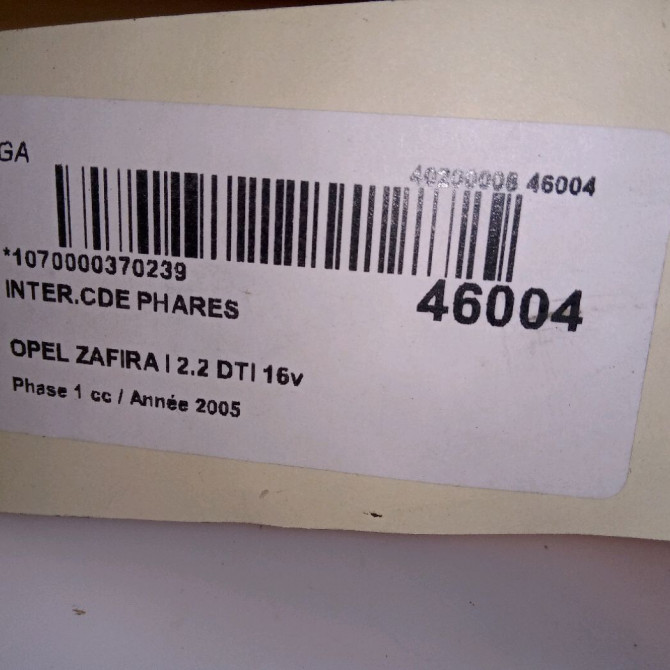 GA
46004
*1070000370239
46004
INTER.CDE PHARES
OPEL ZAFIRA I 2.2 DTI 16v
Phase 1 cc / Année 2005